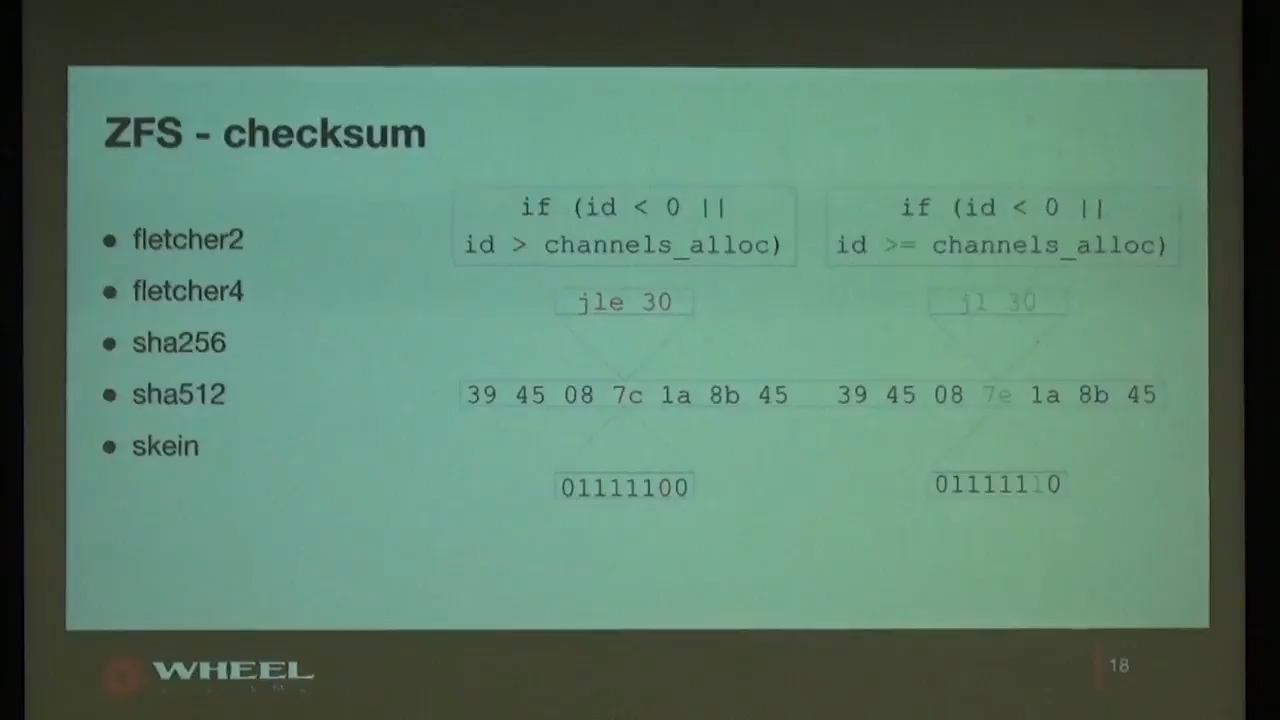 ZFS - checksum
• fletcher2
• fletcher4
• sha256
• sha512
• skein
if (id < 0 ||
id > channels_alloc)
jle 30
39 45 08 7c 1a 8b 45
01111100
if (id < 0 ||
id >= channels_alloc)
jl 30
39 45 08 7e 1a 8b 45
01111110
WHEEL
18